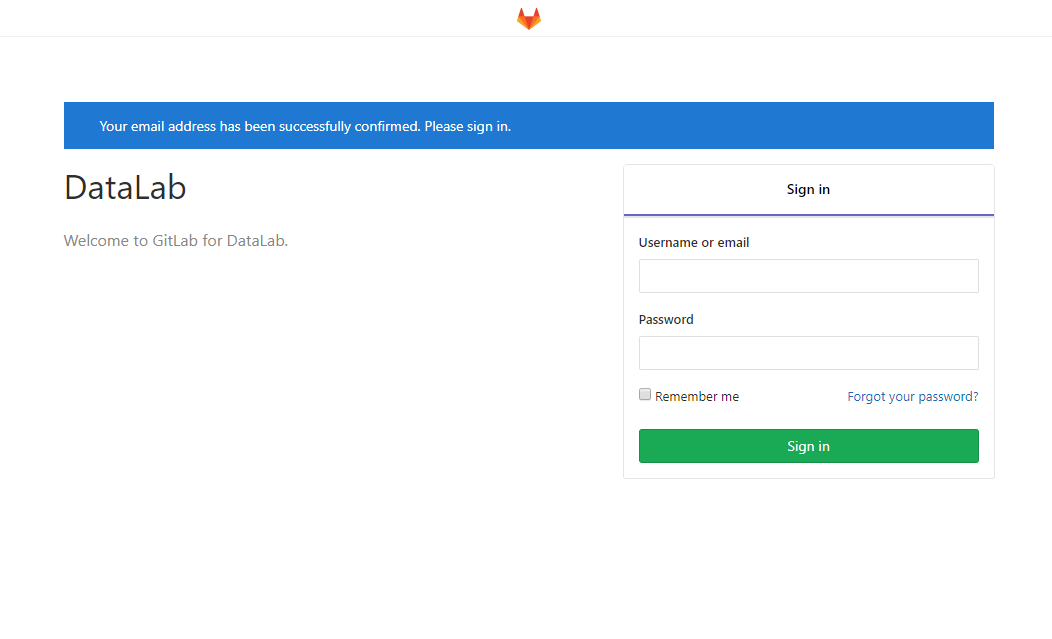 Your email address has been successfully confirmed. Please sign in.
DataLab
Welcome to GitLab for DataLab.
Sign in
Username or email
Password
Remember me
Forgot your password?
Sign in